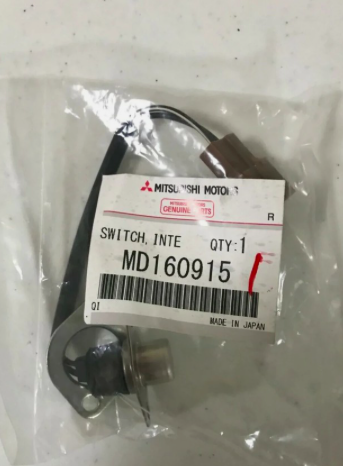 MITSUBISHI MOTORS
GENUINE PARTS
R
SWITCH, INTE QTY:1
MD160915
QI
MADE IN JAPAN